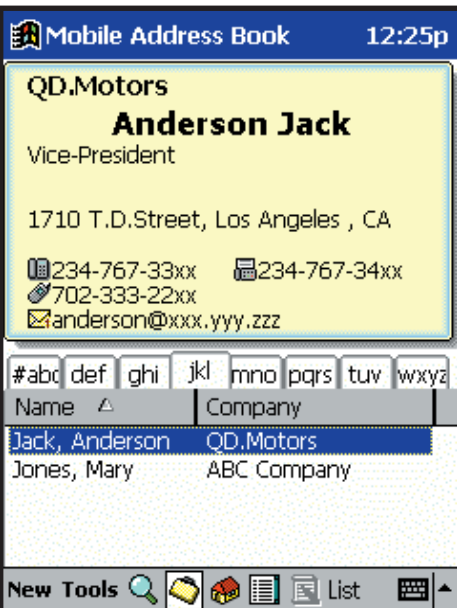 Mobile Address Book 12:25p
QD.Motors
Anderson Jack
Vice-President
1710 T.D.Street, Los Angeles , CA
234-767-33xx 234-767-34xx
702-333-22xx
anderson@xxx.yyy.zzz
#abc def ghi jkl mno pqrs tuv wxyz
Name Company
Jack, Anderson QD.Motors
Jones, Mary ABC Company
New Tools List